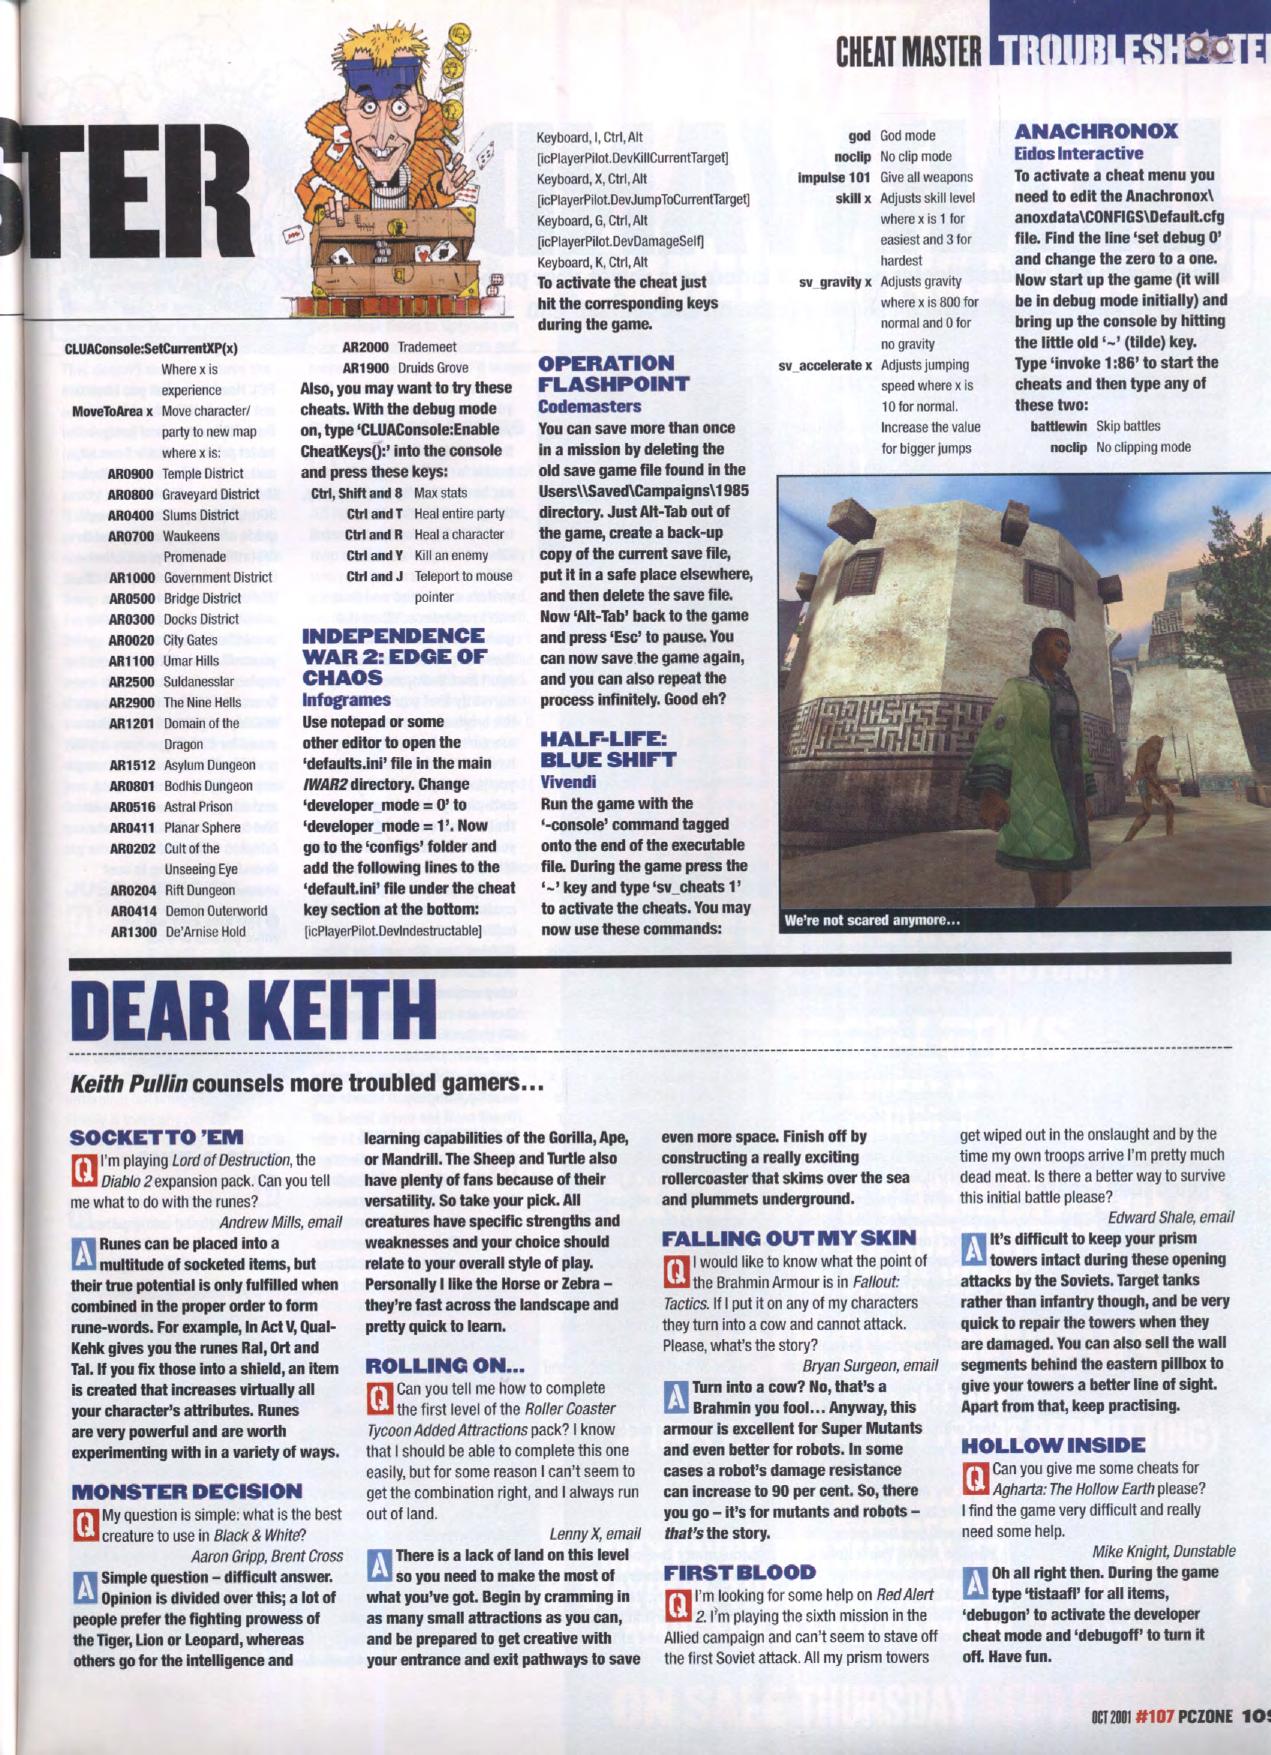 CHEAT MASTER TROUBLESHOOTE
STER
CLUAConsole:SetCurrentXP(x)
Where x is
experience
MoveToArea x Move character/
party to new map
where x is:
AR0900 Temple District
AR0800 Graveyard District
AR0400 Slums District
AR0700 Waukeens
Promenade
AR1000 Government District
AR0500 Bridge District
AR0300 Docks District
AR0020 City Gates
AR1100 Umar Hills
AR2500 Suldanesslar
AR2900 The Nine Hells
AR1201 Domain of the
Dragon
AR1512 Asylum Dungeon
AR0801 Bodhis Dungeon
AR0516 Astral Prison
AR0411 Planar Sphere
AR0202 Cult of the
Unseeing Eye
AR0204 Rift Dungeon
AR0414 Demon Outerworld
AR1300 De'Arnise Hold
AR2000 Trademeet
AR1900 Druids Grove
Also, you may want to try these
cheats. With the debug mode
on, type 'CLUAConsole:Enable
CheatKeys():' into the console
and press these keys:
Ctrl, Shift and 8 Max stats
Ctrl and T Heal entire party
Ctrl and R Heal a character
Ctrl and Y Kill an enemy
Ctrl and J Teleport to mouse
pointer
INDEPENDENCE
WAR 2: EDGE OF
CHAOS
Infogrames
Use notepad or some
other editor to open the
'defaults.ini' file in the main
IWAR2 directory. Change
'developer_mode = 0' to
'developer_mode = 1'. Now
go to the 'configs' folder and
add the following lines to the
'default.ini' file under the cheat
key section at the bottom:
[icPlayerPilot.DevIndestructable]
Keyboard, I, Ctrl, Alt
[icPlayerPilot.DevKillCurrentTarget]
Keyboard, X, Ctrl, Alt
[icPlayerPilot.DevJumpToCurrentTarget]
Keyboard, G, Ctrl, Alt
[icPlayerPilot.DevDamageSelf]
Keyboard, K, Ctrl, Alt
To activate the cheat just
hit the corresponding keys
during the game.
OPERATION
FLASHPOINT
Codemasters
You can save more than once
in a mission by deleting the
old save game file found in the
Users\\Saved\Campaigns\1985
directory. Just Alt-Tab out of
the game, create a back-up
copy of the current save file,
put it in a safe place elsewhere,
and then delete the save file.
Now 'Alt-Tab' back to the game
and press 'Esc' to pause. You
can now save the game again,
and you can also repeat the
process infinitely. Good eh?
HALF-LIFE:
BLUE SHIFT
Vivendi
Run the game with the
'-console' command tagged
onto the end of the executable
file. During the game press the
'~' key and type 'sv_cheats 1'
to activate the cheats. You may
now use these commands:
god God mode
noclip No clip mode
impulse 101 Give all weapons
skill x Adjusts skill level
where x is 1 for
easiest and 3 for
hardest
sv_gravity x Adjusts gravity
where x is 800 for
normal and 0 for
no gravity
sv_accelerate x Adjusts jumping
speed where x is
10 for normal.
Increase the value
for bigger jumps
ANACHRONOX
Eidos Interactive
To activate a cheat menu you
need to edit the Anachronox\
anoxdata\CONFIGS\Default.cfg
file. Find the line 'set debug 0'
and change the zero to a one.
Now start up the game (it will
be in debug mode initially) and
bring up the console by hitting
the little old '~' (tilde) key.
Type 'invoke 1:86' to start the
cheats and then type any of
these two:
battlewin Skip battles
noclip No clipping mode
We're not scared anymore...
DEAR KEITH
Keith Pullin counsels more troubled gamers...
SOCKET TO 'EM
Q I'm playing Lord of Destruction, the
Diablo 2 expansion pack. Can you tell
me what to do with the runes?
Andrew Mills, email
A Runes can be placed into a
multitude of socketed items, but
their true potential is only fulfilled when
combined in the proper order to form
rune-words. For example, In Act V, Qual-
Kehk gives you the runes Ral, Ort and
Tal. If you fix those into a shield, an item
is created that increases virtually all
your character's attributes. Runes
are very powerful and are worth
experimenting with in a variety of ways.
MONSTER DECISION
Q My question is simple: what is the best
creature to use in Black & White?
Aaron Gripp, Brent Cross
A Simple question – difficult answer.
Opinion is divided over this; a lot of
people prefer the fighting prowess of
the Tiger, Lion or Leopard, whereas
others go for the intelligence and
learning capabilities of the Gorilla, Ape,
or Mandrill. The Sheep and Turtle also
have plenty of fans because of their
versatility. So take your pick. All
creatures have specific strengths and
weaknesses and your choice should
relate to your overall style of play.
Personally I like the Horse or Zebra –
they're fast across the landscape and
pretty quick to learn.
ROLLING ON...
Q Can you tell me how to complete
the first level of the Roller Coaster
Tycoon Added Attractions pack? I know
that I should be able to complete this one
easily, but for some reason I can't seem to
get the combination right, and I always run
out of land.
Lenny X, email
A There is a lack of land on this level
so you need to make the most of
what you've got. Begin by cramming in
as many small attractions as you can,
and be prepared to get creative with
your entrance and exit pathways to save
even more space. Finish off by
constructing a really exciting
rollercoaster that skims over the sea
and plummets underground.
FALLING OUT MY SKIN
Q I would like to know what the point of
the Brahmin Armour is in Fallout:
Tactics. If I put it on any of my characters
they turn into a cow and cannot attack.
Please, what's the story?
Bryan Surgeon, email
A Turn into a cow? No, that's a
Brahmin you fool... Anyway, this
armour is excellent for Super Mutants
and even better for robots. In some
cases a robot's damage resistance
can increase to 90 per cent. So, there
you go – it's for mutants and robots –
that's the story.
FIRST BLOOD
Q I'm looking for some help on Red Alert
2. I'm playing the sixth mission in the
Allied campaign and can't seem to stave off
the first Soviet attack. All my prism towers
get wiped out in the onslaught and by the
time my own troops arrive I'm pretty much
dead meat. Is there a better way to survive
this initial battle please?
Edward Shale, email
A It's difficult to keep your prism
towers intact during these opening
attacks by the Soviets. Target tanks
rather than infantry though, and be very
quick to repair the towers when they
are damaged. You can also sell the wall
segments behind the eastern pillbox to
give your towers a better line of sight.
Apart from that, keep practising.
HOLLOW INSIDE
Q Can you give me some cheats for
Agharta: The Hollow Earth please?
I find the game very difficult and really
need some help.
Mike Knight, Dunstable
A Oh all right then. During the game
type 'tistaafl' for all items,
'debugon' to activate the developer
cheat mode and 'debugoff' to turn it
off. Have fun.
OCT 2001 #107 PCZONE 109